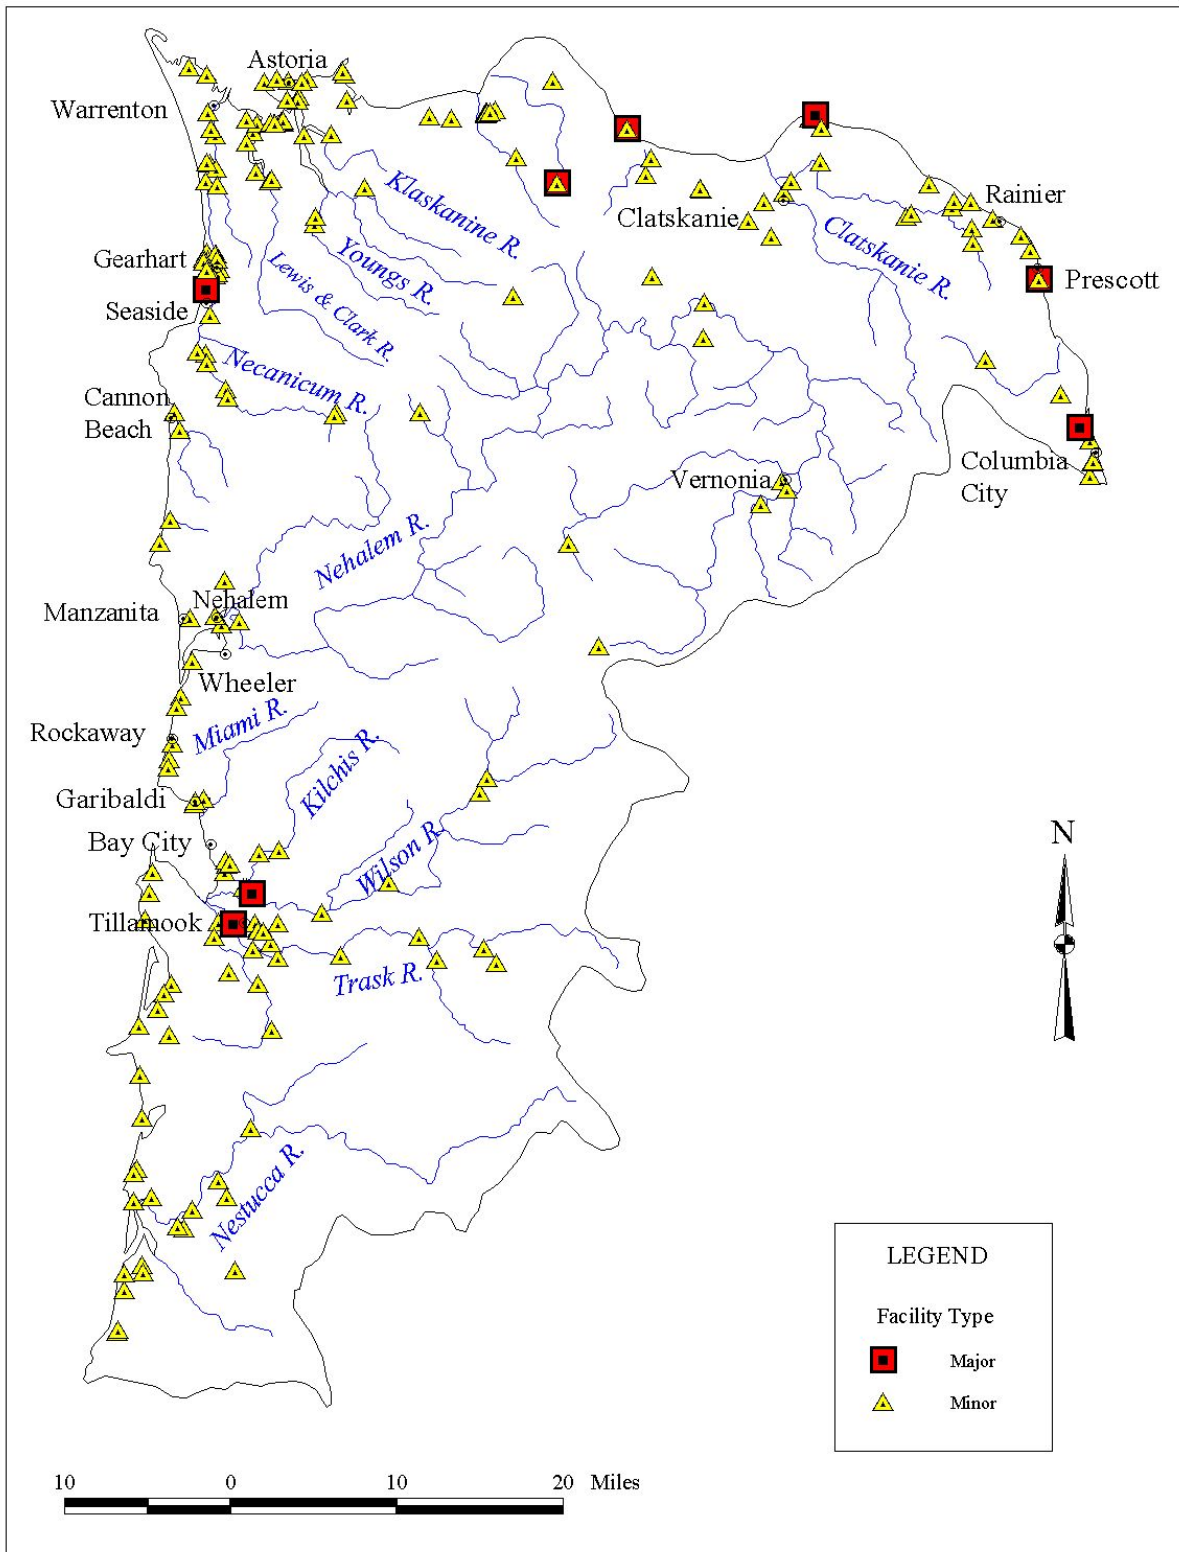 Astoria
Warrenton
Klaskanine R.
Clatskanie
Rainier
Clatskanie R.
Gearhart
Youngs R.
Lewis & Clark R.
Prescott
Seaside
Necanicum R.
Cannon
Beach
Vernonia
Columbia
City
Nehalem R.
Manzanita
Nehalem
Wheeler
Miami R.
Rockaway
Kilchis R.
Garibaldi
Bay City
Wilson R.
N
Tillamook
Trask R.
Nestucca R.
LEGEND
Facility Type
Major
Minor
10 0 10 20 Miles